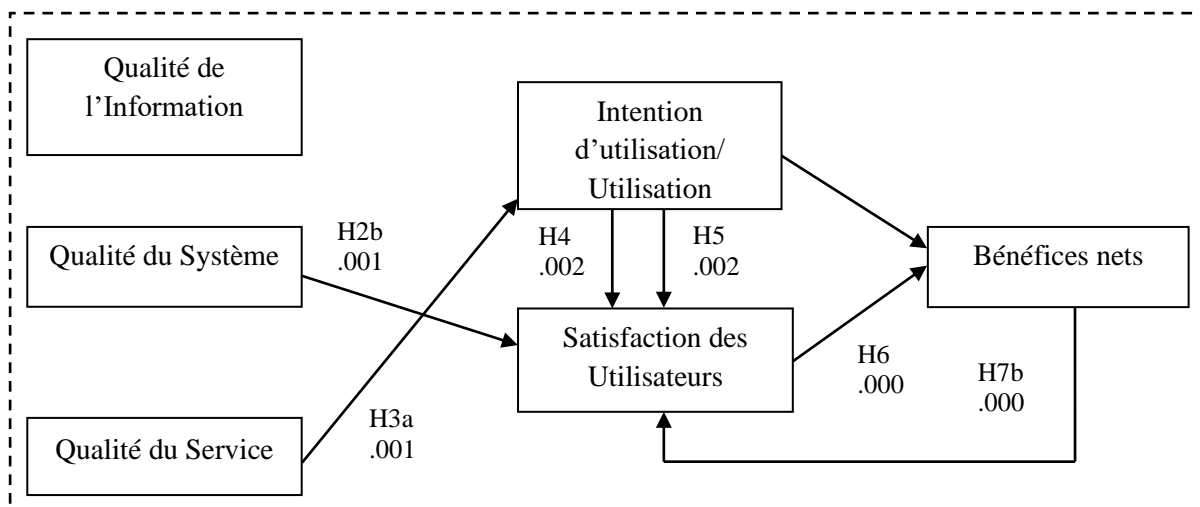 Qualité de
l’Information
Intention
d’utilisation/
Utilisation
Qualité du Système
H2b
.001
H4
.002
H5
.002
Bénéfices nets
Satisfaction des
Utilisateurs
H6
.000
H7b
.000
Qualité du Service
H3a
.001